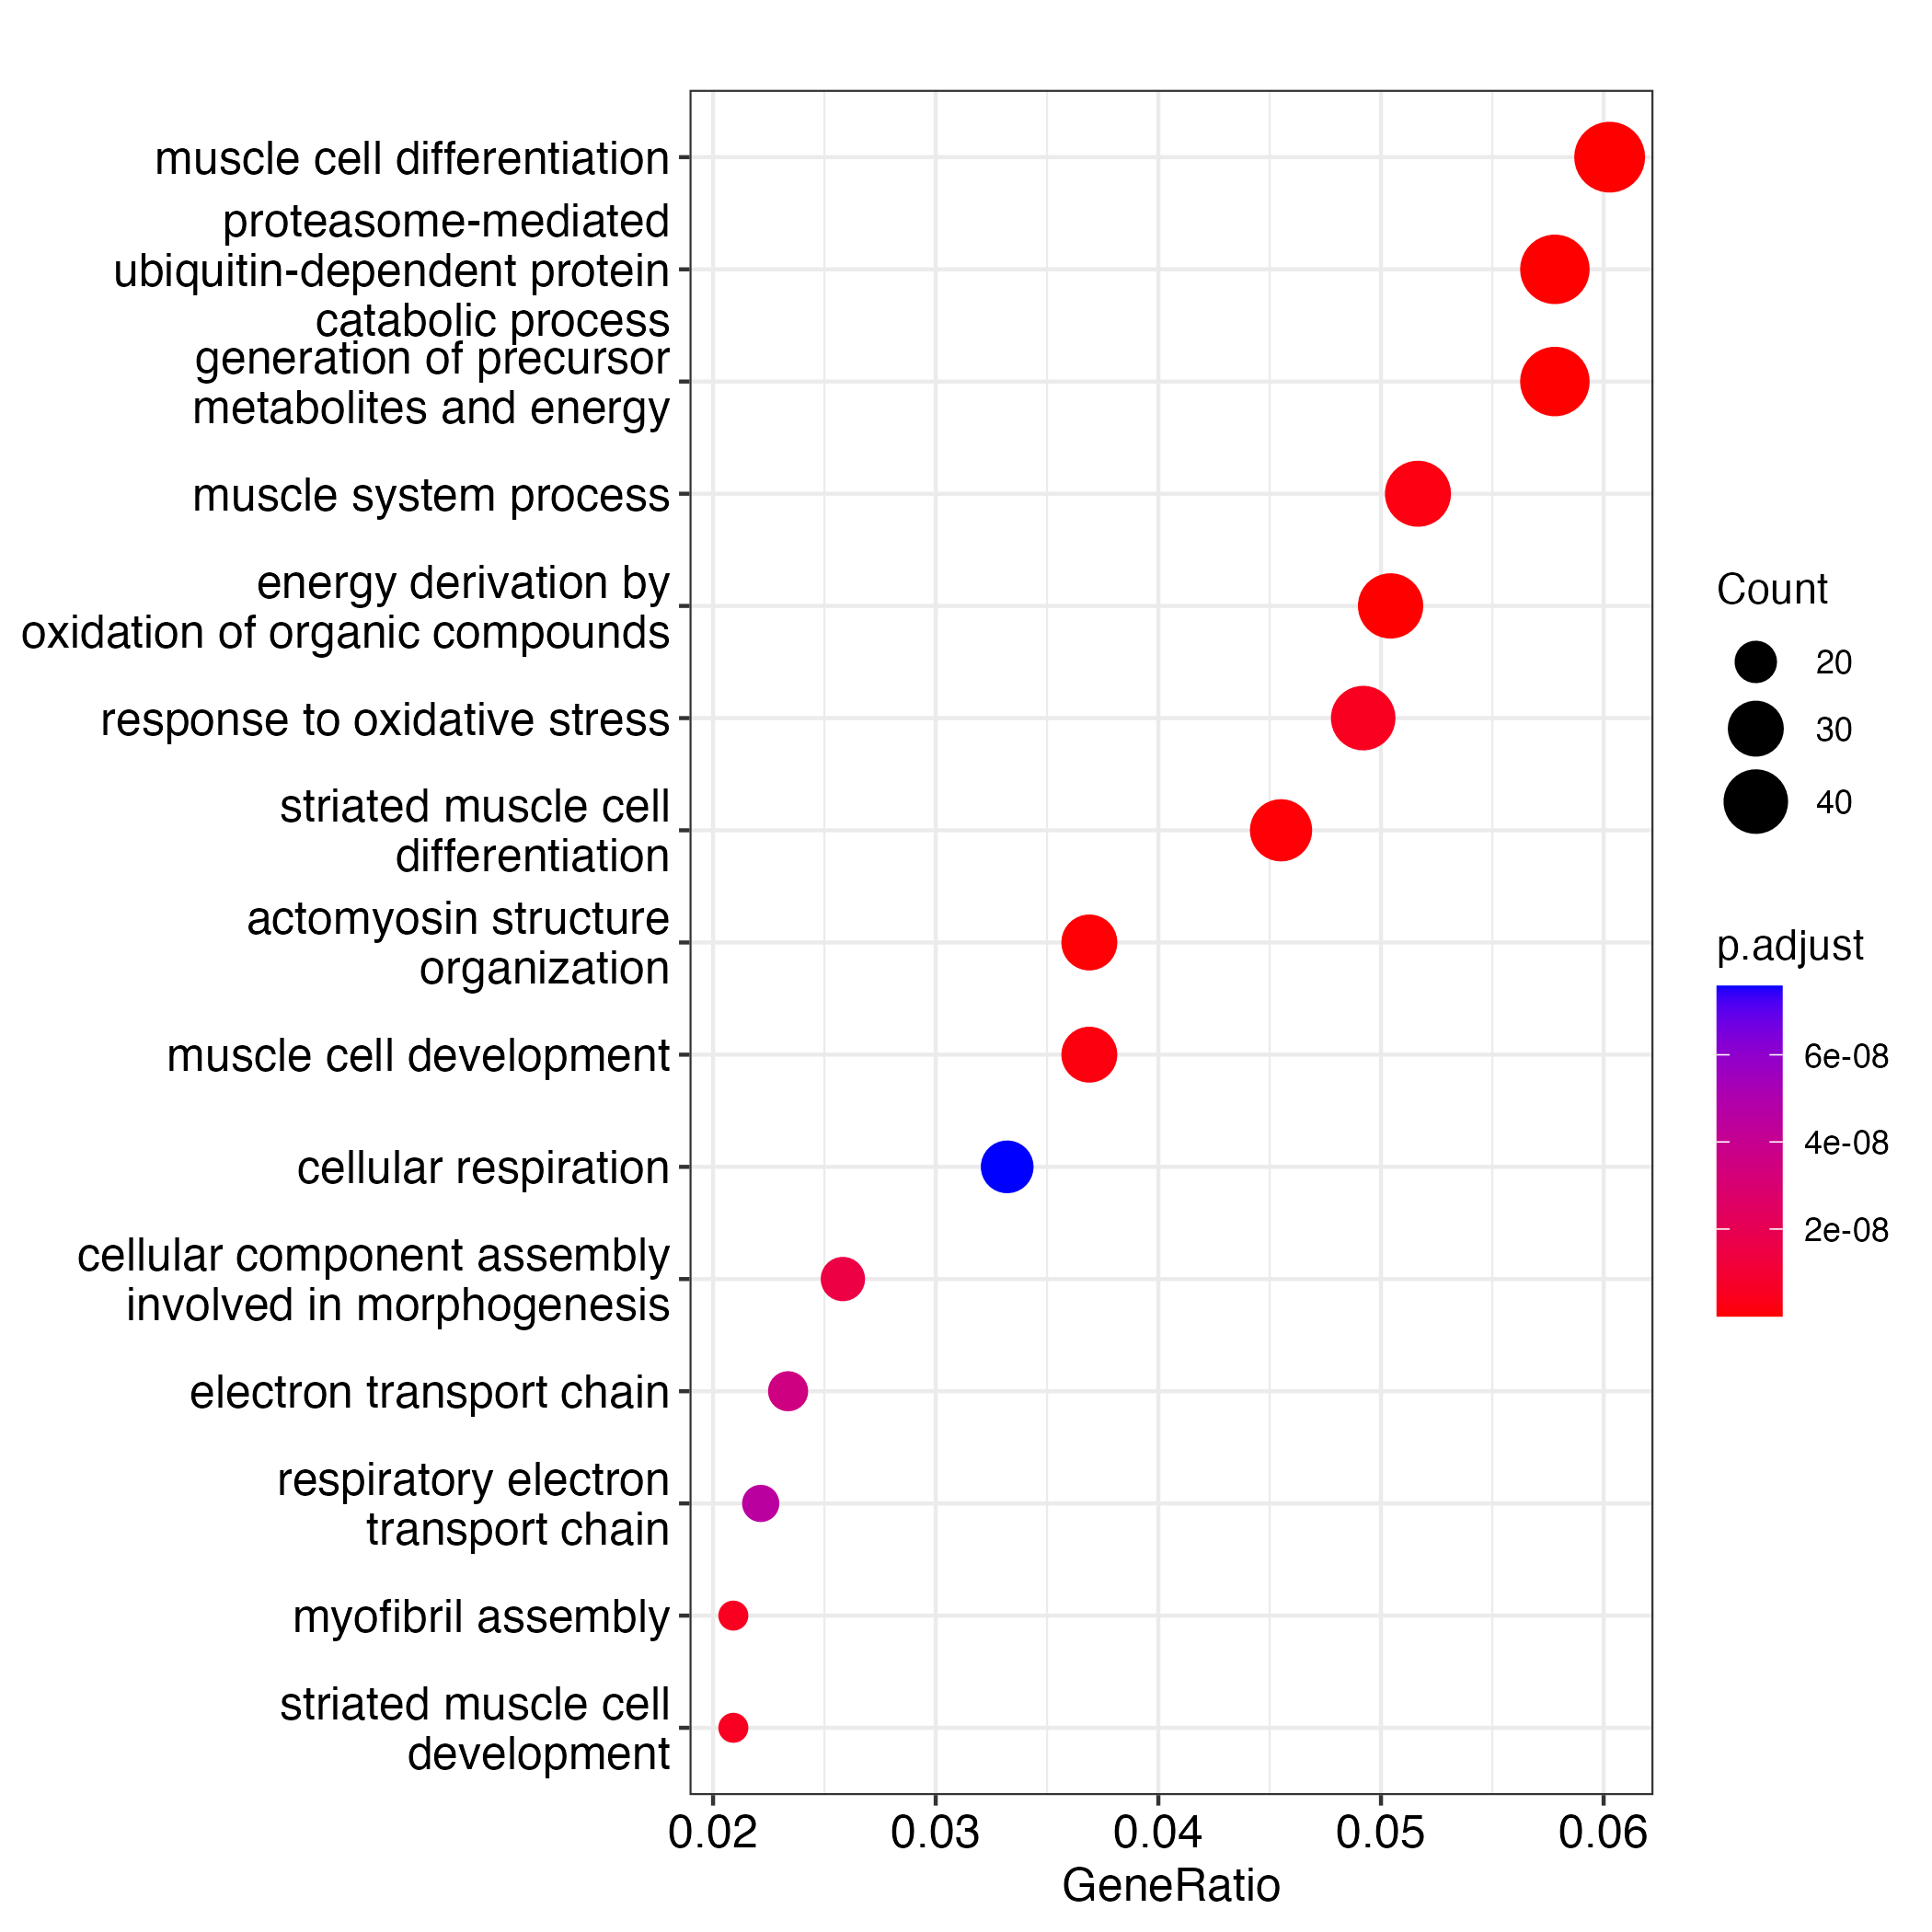 muscle cell differentiation
proteasome-mediated
ubiquitin-dependent protein
catabolic process
generation of precursor
metabolites and energy
muscle system process
energy derivation by
oxidation of organic compounds
response to oxidative stress
striated muscle cell
differentiation
actomyosin structure
organization
muscle cell development
cellular respiration
cellular component assembly
involved in morphogenesis
electron transport chain
respiratory electron
transport chain
myofibril assembly
striated muscle cell
development
0.02 0.03 0.04 0.05 0.06
GeneRatio
Count
20
30
40
p.adjust
6e-08
4e-08
2e-08